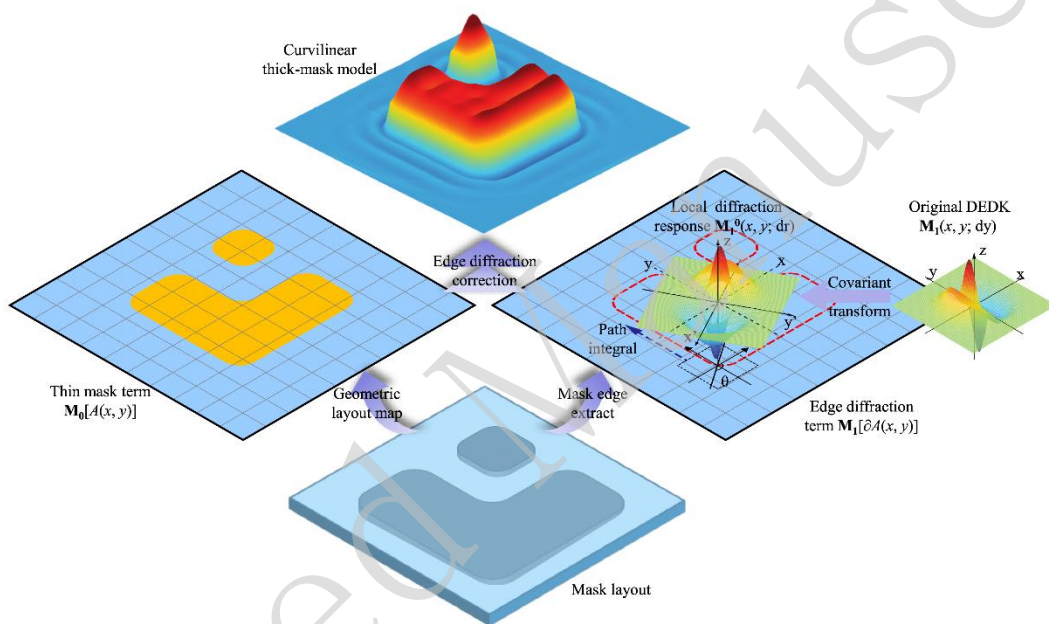 Curvilinear
thick-mask model
Local diffraction
response M₁⁰(x, y; dr)
Original DEDK
M₁(x, y; dy)
z
y
x
z
y
x
Edge diffraction
correction
Covariant
transform
y'
x'
Path
integral
θ
Thin mask term
M₀[A(x, y)]
Geometric
layout map
Mask edge
extract
Edge diffraction
term M₁[∂A(x, y)]
Mask layout